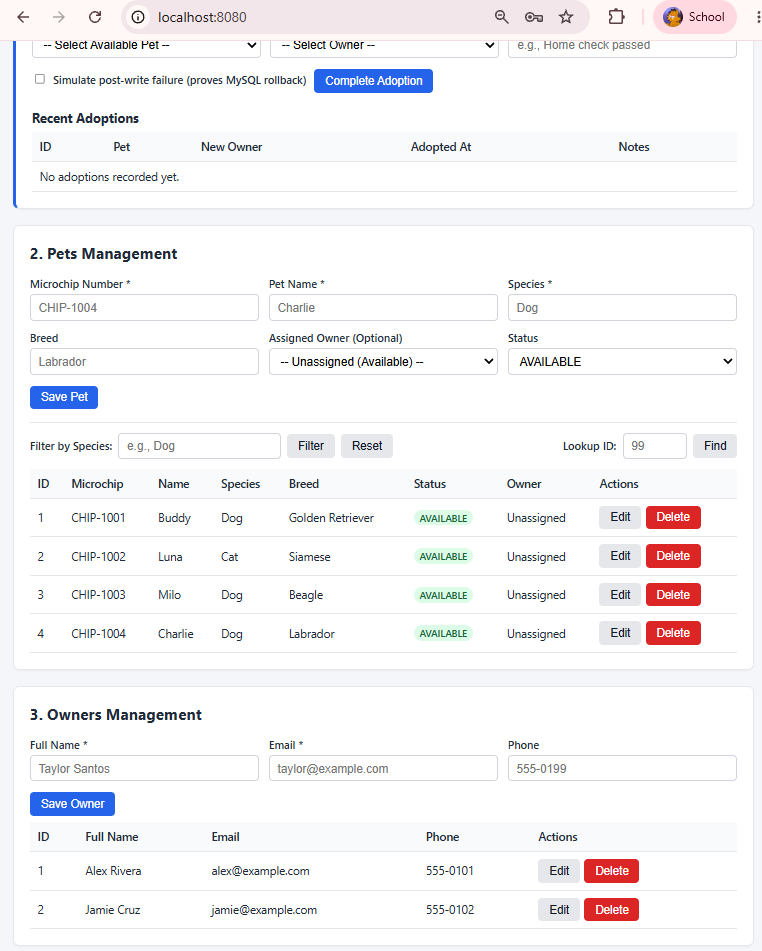 localhost:8080
School
-- Select Available Pet -- -- Select Owner -- e.g., Home check passed
Simulate post-write failure (proves MySQL rollback) Complete Adoption
Recent Adoptions
ID Pet New Owner Adopted At Notes
No adoptions recorded yet.
2. Pets Management
Microchip Number * Pet Name * Species *
CHIP-1004 Charlie Dog
Breed Assigned Owner (Optional) Status
Labrador -- Unassigned (Available) -- AVAILABLE
Save Pet
Filter by Species: e.g., Dog Filter Reset Lookup ID: 99 Find
ID Microchip Name Species Breed Status Owner Actions
1 CHIP-1001 Buddy Dog Golden Retriever AVAILABLE Unassigned Edit Delete
2 CHIP-1002 Luna Cat Siamese AVAILABLE Unassigned Edit Delete
3 CHIP-1003 Milo Dog Beagle AVAILABLE Unassigned Edit Delete
4 CHIP-1004 Charlie Dog Labrador AVAILABLE Unassigned Edit Delete
3. Owners Management
Full Name * Email * Phone
Taylor Santos taylor@example.com 555-0199
Save Owner
ID Full Name Email Phone Actions
1 Alex Rivera alex@example.com 555-0101 Edit Delete
2 Jamie Cruz jamie@example.com 555-0102 Edit Delete